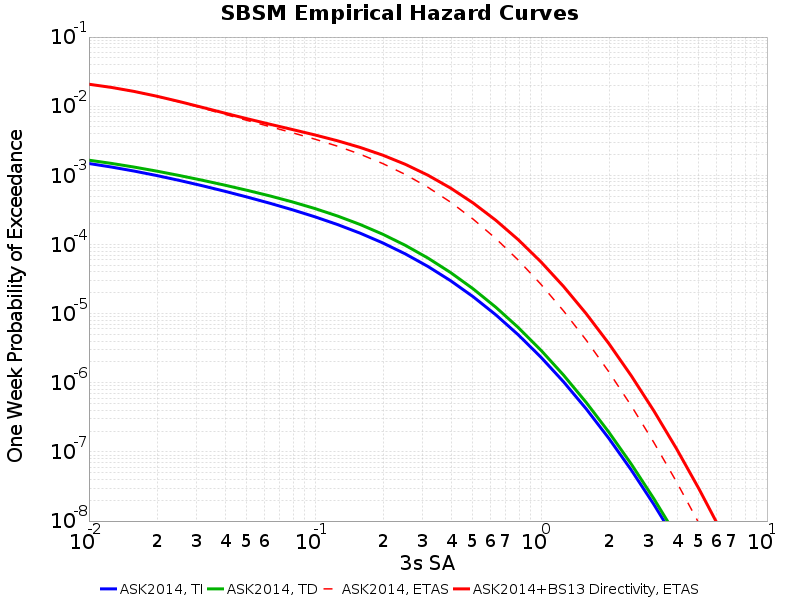 SBSM Empirical Hazard Curves
One Week Probability of Exceedance
10-1
10-2
10-3
10-4
10-5
10-6
10-7
10-8
10-2 2 3 4 5 6 10-1 2 3 4 5 6 7 100 2 3 4 5 6 7 101
3s SA
ASK2014, TI ASK2014, TD ASK2014, ETAS ASK2014+BS13 Directivity, ETAS